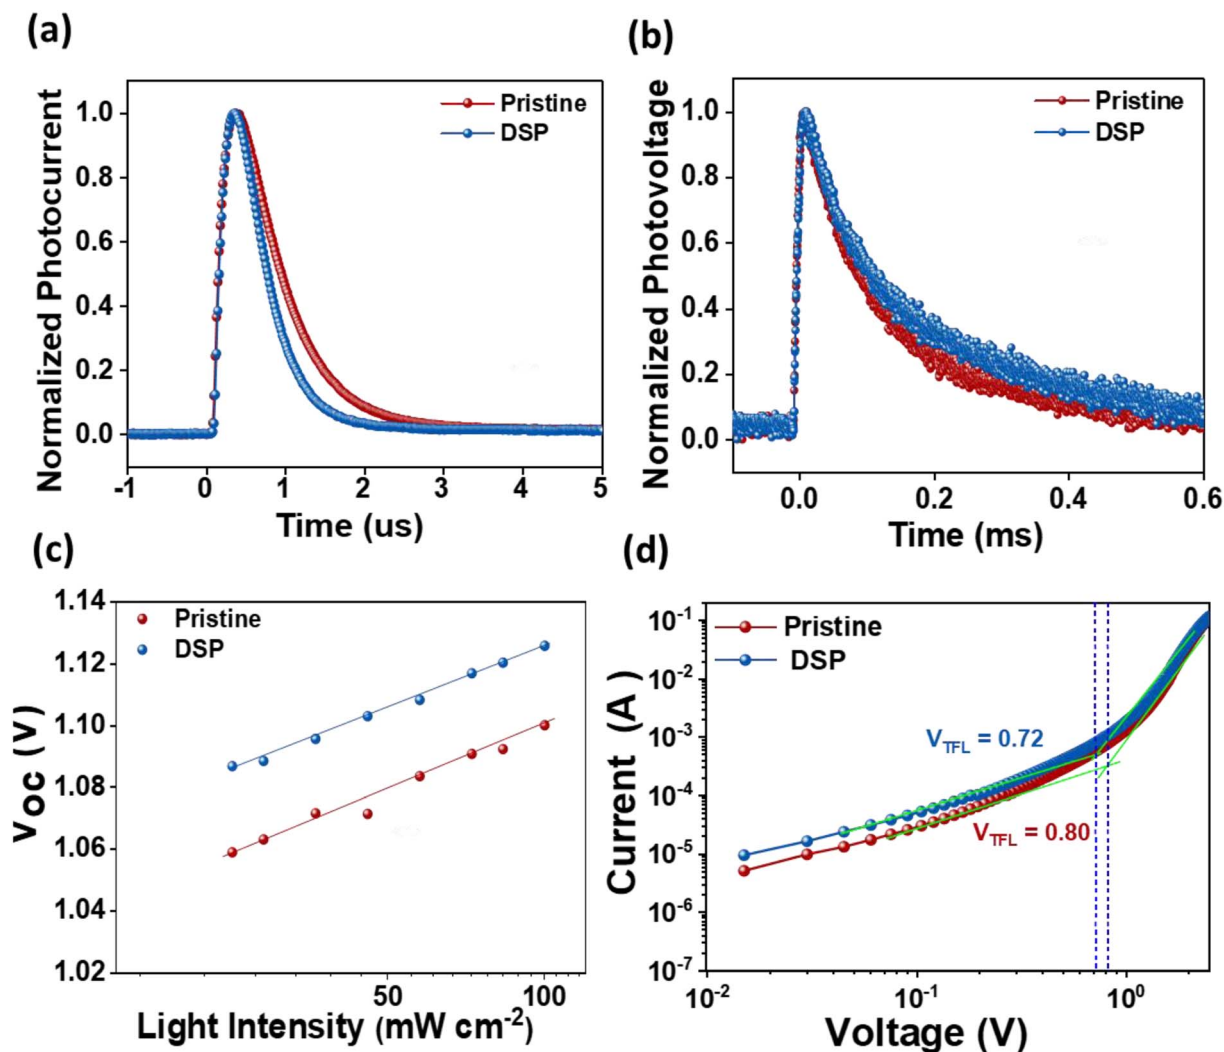 (a)
Normalized Photocurrent
1.0
0.8
0.6
0.4
0.2
0.0
Pristine
DSP
-1 0 1 2 3 4 5
Time (us)
(b)
Normalized Photovoltage
1.0
0.8
0.6
0.4
0.2
0.0
Pristine
DSP
0.0 0.2 0.4 0.6
Time (ms)
(c)
Voc (V)
1.14
1.12
1.10
1.08
1.06
1.04
1.02
Pristine
DSP
50 100
Light Intensity (mW cm-2)
(d)
Current (A)
10-1
10-2
10-3
10-4
10-5
10-6
10-7
Pristine
DSP
VTFL = 0.72
VTFL = 0.80
10-2 10-1 100
Voltage (V)